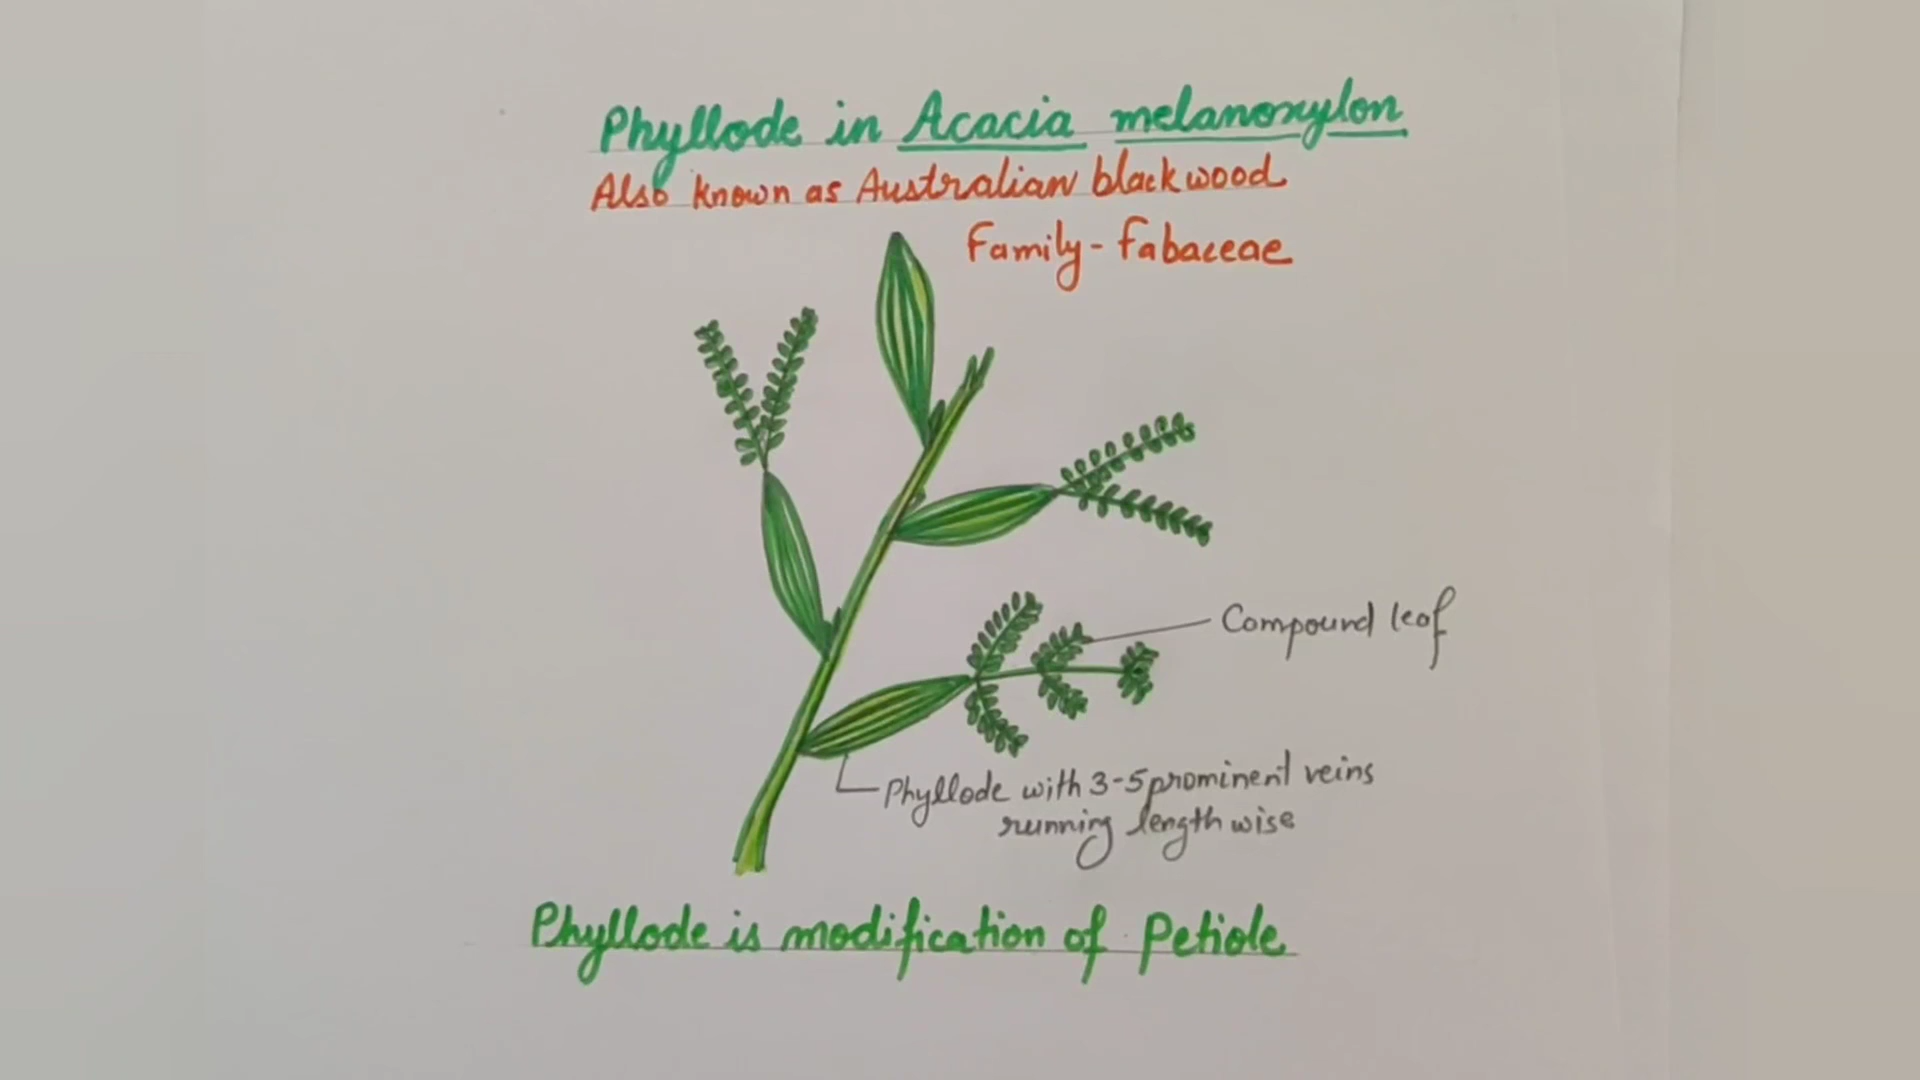 Phyllode in Acacia melanoxylon
Also known as Australian blackwood
Family - Fabaceae
Compound leaf
Phyllode with 3-5 prominent veins
running length wise
Phyllode is modification of Petiole